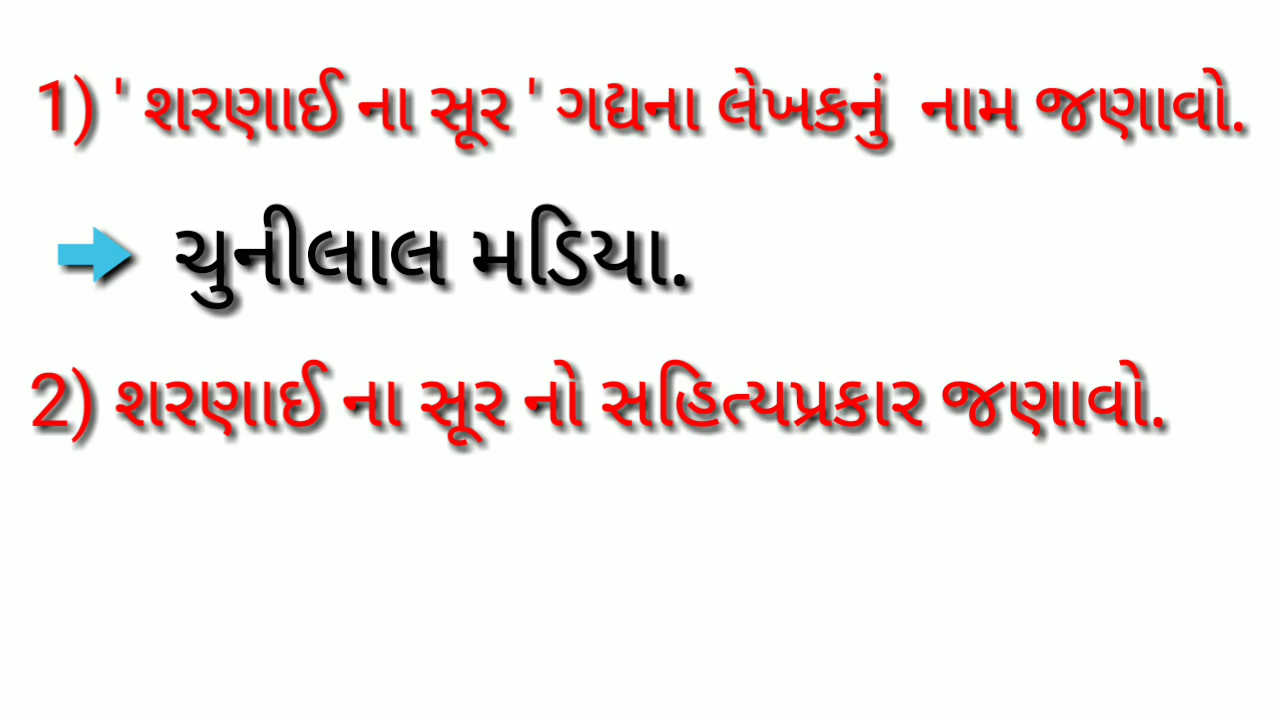 1) ' શરણાઈ ના સૂર ' ગદ્યના લેખકનું નામ જણાવો.
ચુનીલાલ મડિયા.
2) શરણાઈ ના સૂર નો સહિત્યપ્રકાર જણાવો.